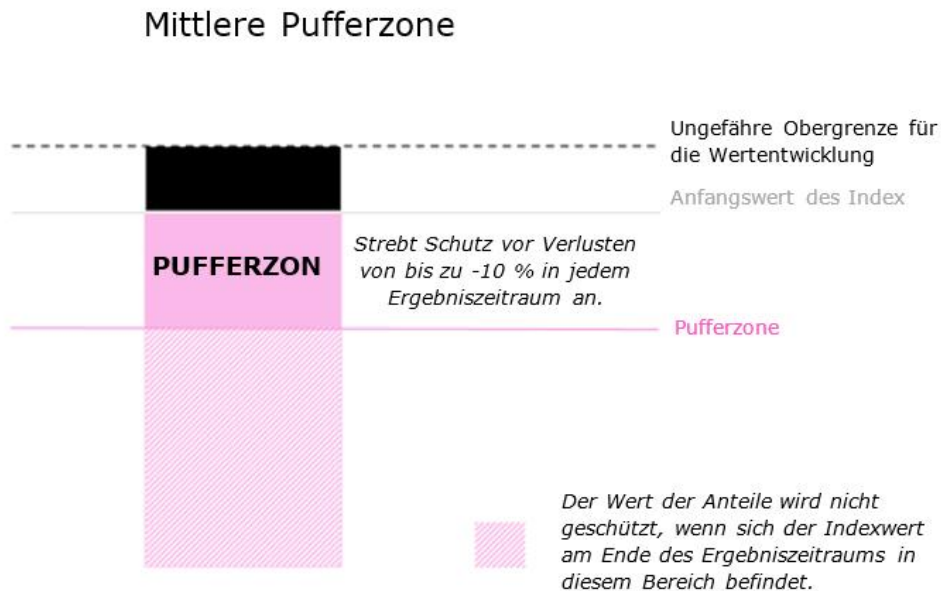 Mittlere Pufferzone
Ungefähre Obergrenze für
die Wertentwicklung
Anfangswert des Index
PUFFERZON
Strebt Schutz vor Verlusten
von bis zu -10 % in jedem
Ergebniszeitraum an.
Pufferzone
Der Wert der Anteile wird nicht
geschützt, wenn sich der Indexwert
am Ende des Ergebniszeitraums in
diesem Bereich befindet.